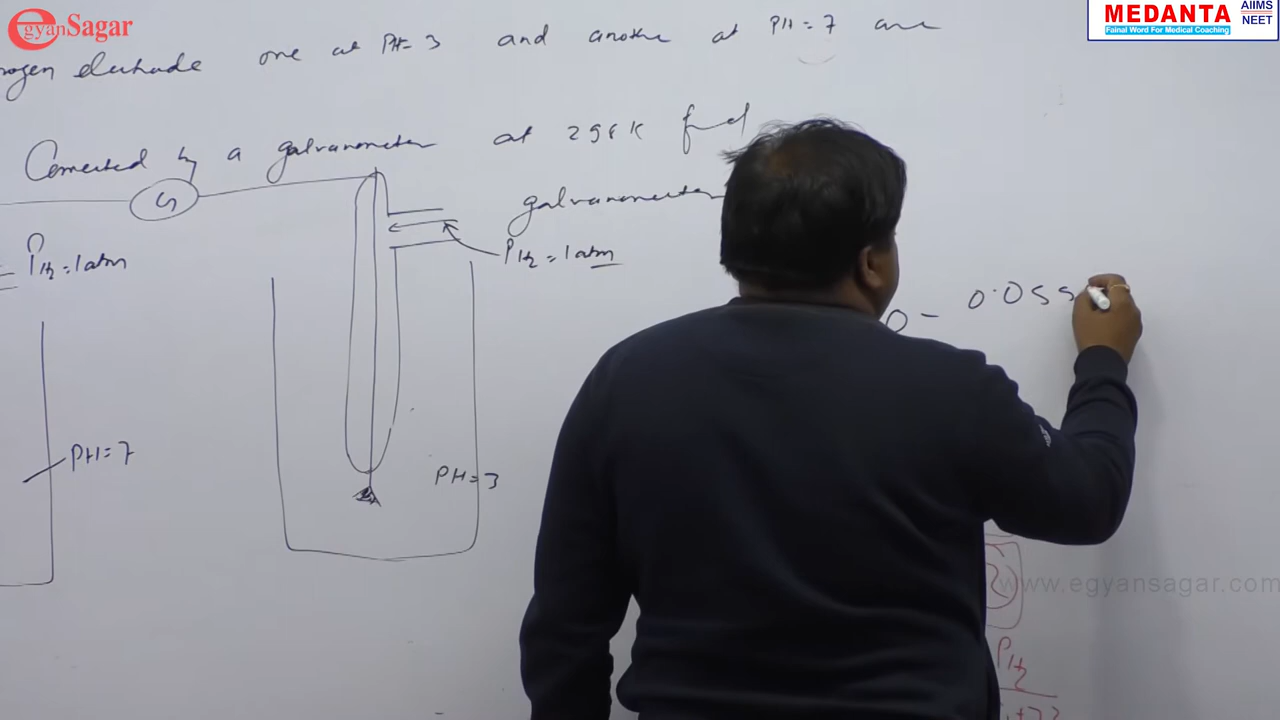 egyanSagar
MEDANTA AIIMS NEET
Fainal Word For Medical Coaching
electrode one at PH=3 and another at PH=7 are
Connected by a galvanometer at 298K find
G
galvanometer
PH2=1atm
PH2=1atm
0- 0.059
PH=7
PH=3
www.egyansagar.com
PH2